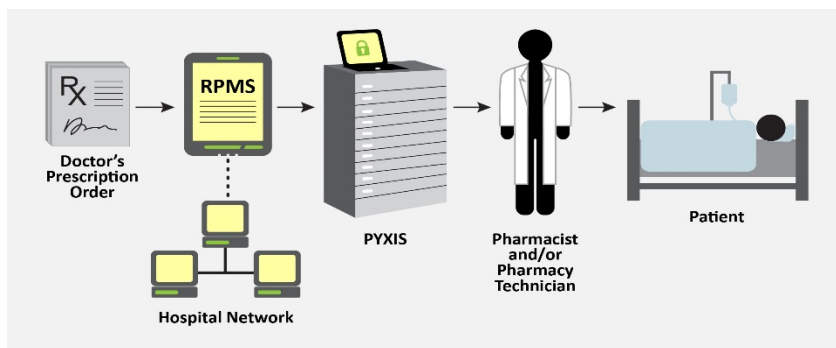 Rx
Doctor's
Prescription
Order
RPMS
Hospital Network
PYXIS
Pharmacist
and/or
Pharmacy
Technician
Patient